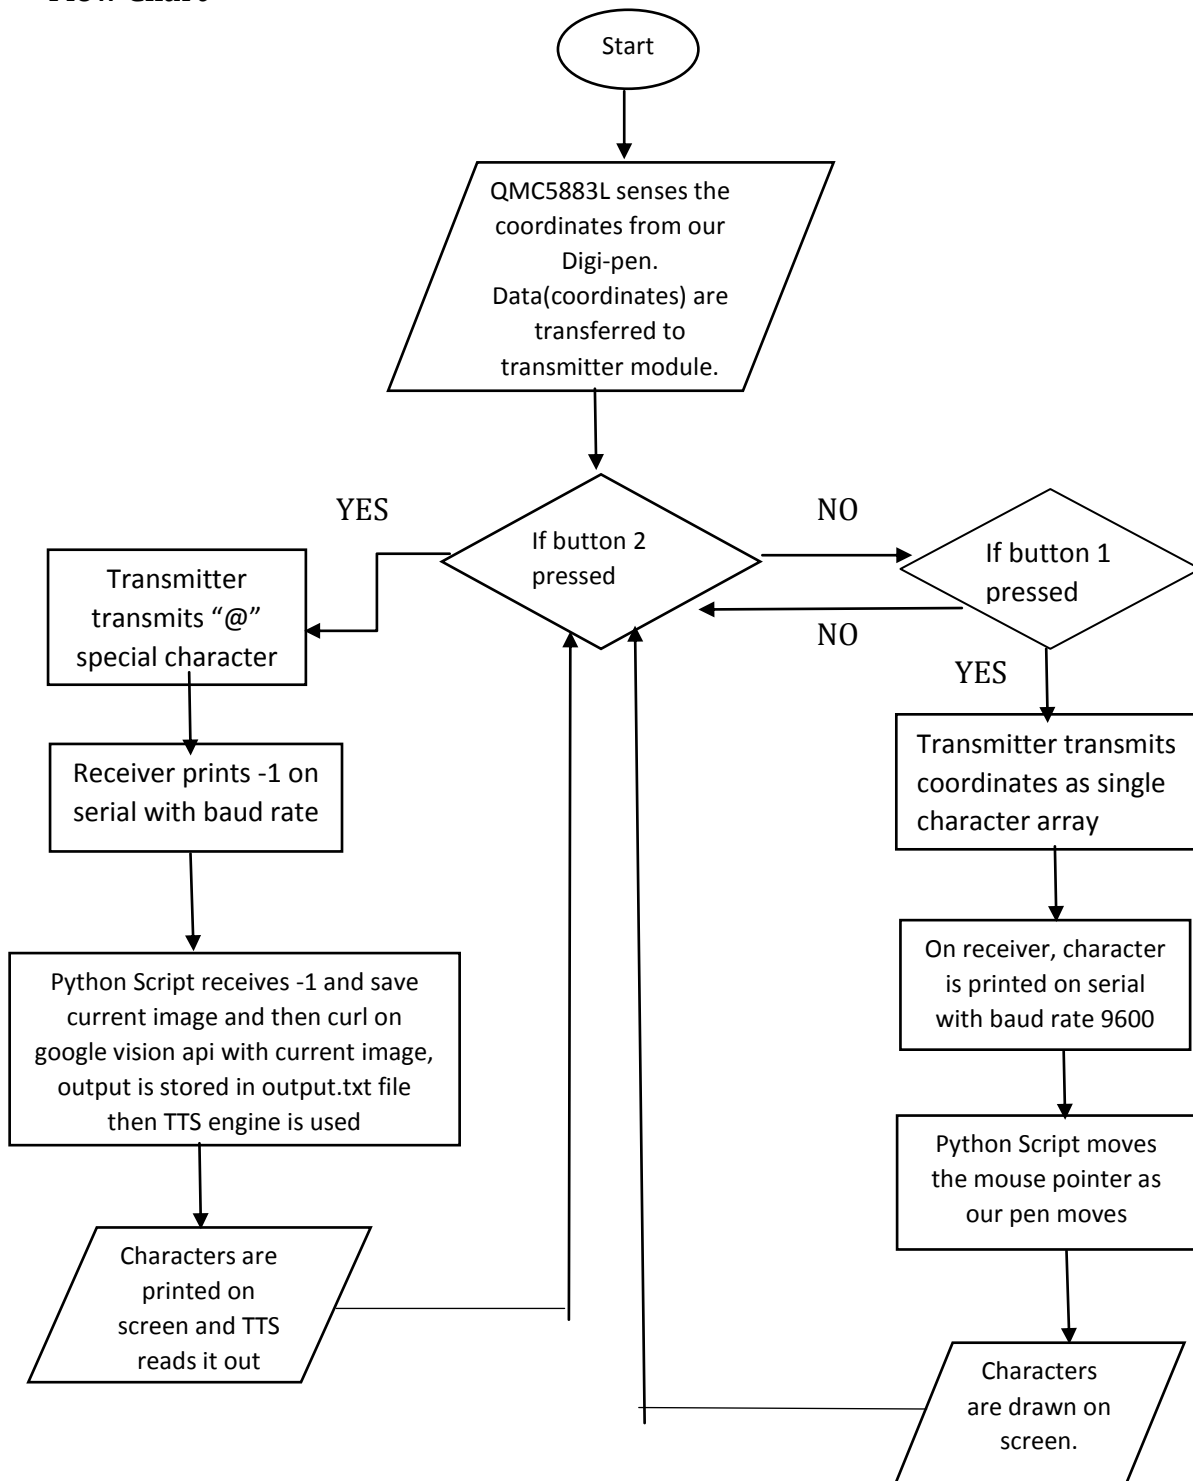 Start
QMC5883L senses the
coordinates from our
Digi-pen.
Data(coordinates) are
transferred to
transmitter module.
YES
If button 2
pressed
NO
If button 1
pressed
NO
YES
Transmitter
transmits “@”
special character
Receiver prints -1 on
serial with baud rate
Python Script receives -1 and save
current image and then curl on
google vision api with current image,
output is stored in output.txt file
then TTS engine is used
Characters are
printed on
screen and TTS
reads it out
Transmitter transmits
coordinates as single
character array
On receiver, character
is printed on serial
with baud rate 9600
Python Script moves
the mouse pointer as
our pen moves
Characters
are drawn on
screen.